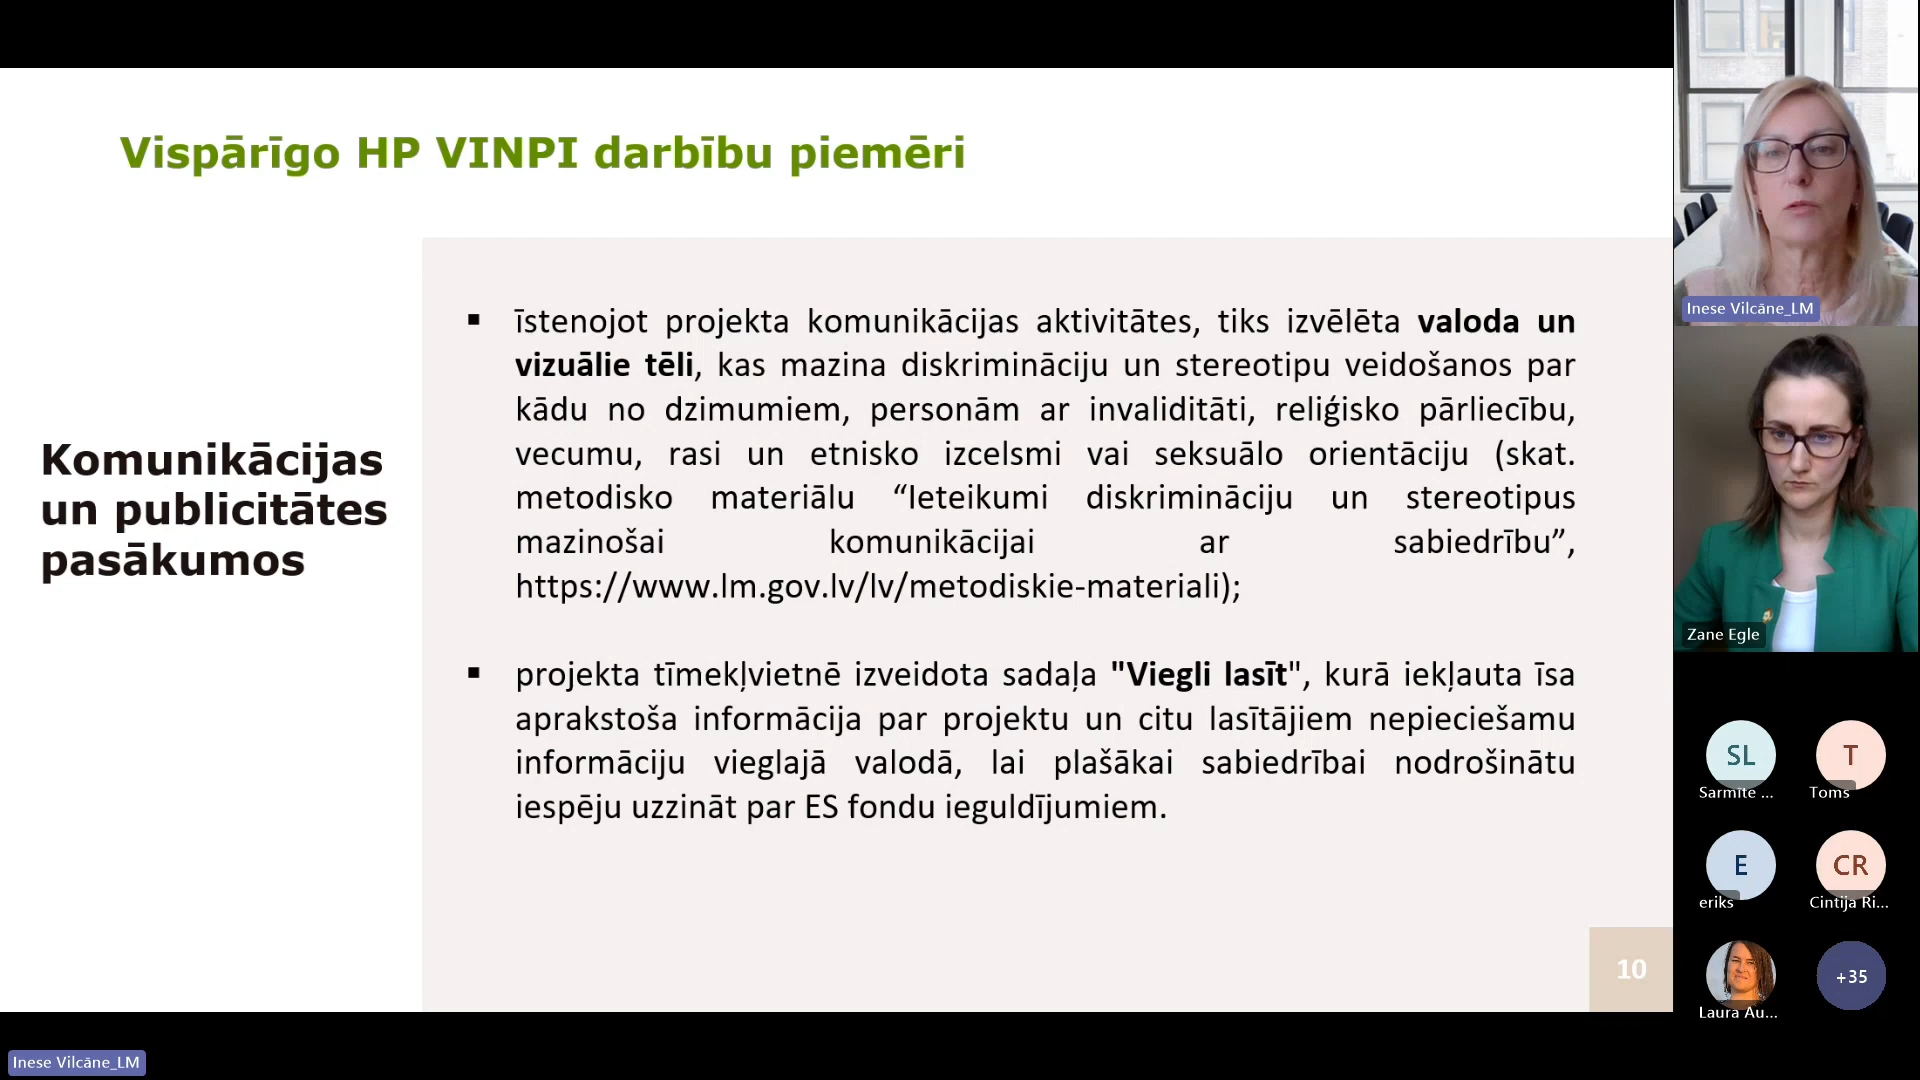 Vispārīgo HP VINPI darbību piemēri
Komunikācijas
un publicitātes
pasākumos
▪ īstenojot projekta komunikācijas aktivitātes, tiks izvēlēta valoda un
vizuālie tēli, kas mazina diskrimināciju un stereotipu veidošanos par
kādu no dzimumiem, personām ar invaliditāti, reliģisko pārliecību,
vecumu, rasi un etnisko izcelsmi vai seksuālo orientāciju (skat.
metodisko materiālu “Ieteikumi diskrimināciju un stereotipus
mazinošai komunikācijai ar sabiedrību”,
https://www.lm.gov.lv/lv/metodiskie-materiali);
▪ projekta tīmekļvietnē izveidota sadaļa "Viegli lasīt", kurā iekļauta īsa
aprakstoša informācija par projektu un citu lasītājiem nepieciešamu
informāciju vieglajā valodā, lai plašākai sabiedrībai nodrošinātu
iespēju uzzināt par ES fondu ieguldījumiem.
10
Inese Vilcāne_LM
Zane Egle
SL
Sarmīte ...
T
Toms
E
eriks
CR
Cintija Ri...
Laura Au...
+35
Inese Vilcāne_LM